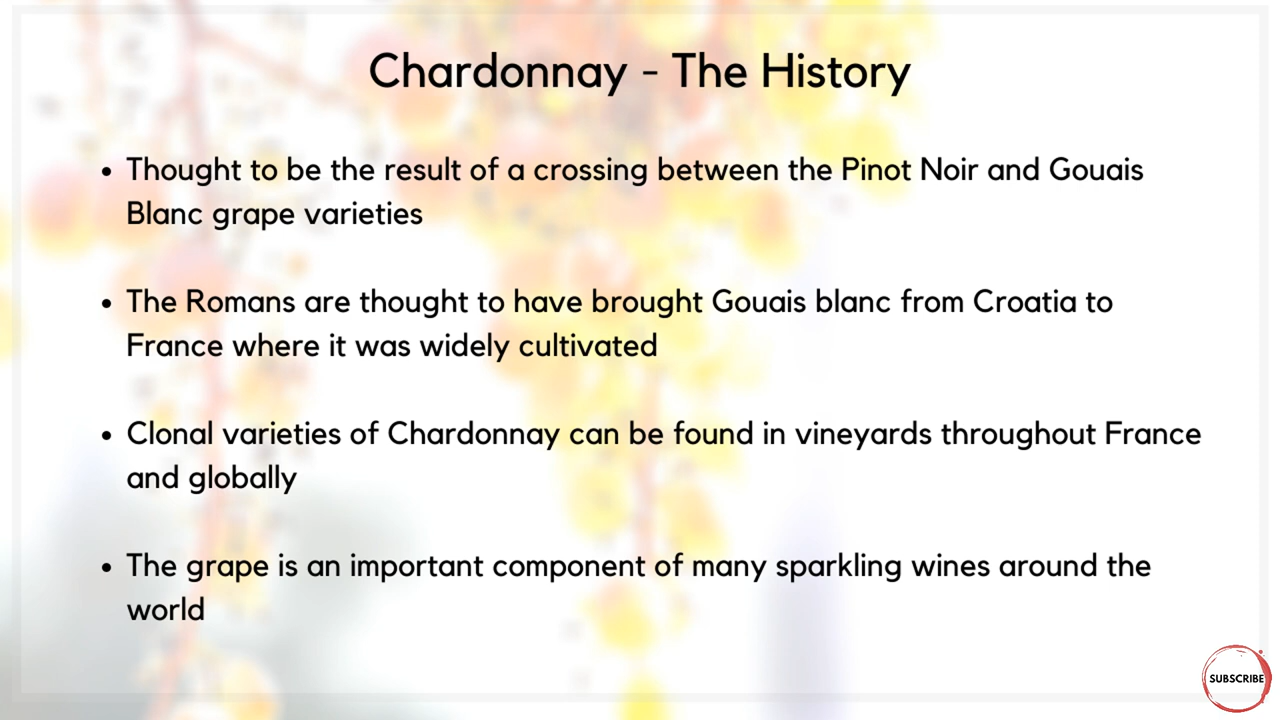 Chardonnay - The History
• Thought to be the result of a crossing between the Pinot Noir and Gouais
Blanc grape varieties
• The Romans are thought to have brought Gouais blanc from Croatia to
France where it was widely cultivated
• Clonal varieties of Chardonnay can be found in vineyards throughout France
and globally
• The grape is an important component of many sparkling wines around the
world
SUBSCRIBE